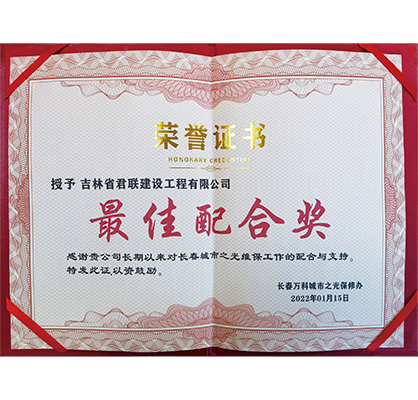 荣誉证书
HONORARY CREDENTIAL
授予 吉林省君联建设工程有限公司
最佳配合奖
感谢贵公司长期以来对长春城市之光维保工作的配合与支持。
特发此证以资鼓励。
长春万科城市之光保修办
2022年01月15日